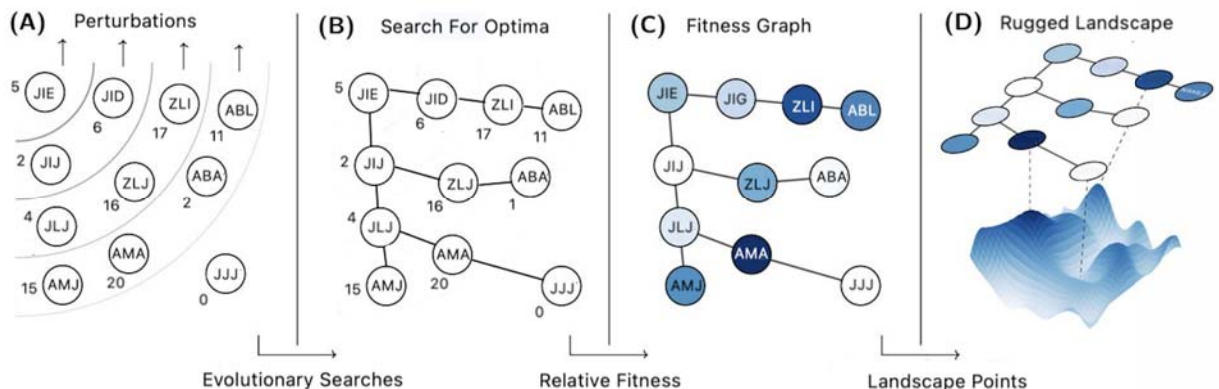 (A) Perturbations
5 JIE
JID
6
ZLI
17
ABL
11
2 JIJ
ZLJ
16
ABA
2
4
JLJ
AMA
20
15 AMJ
JJJ
0
Evolutionary Searches
(B) Search For Optima
5
JIE
JID
6
ZLI
17
ABL
11
2 JIJ
ZLJ
16
ABA
1
4
JLJ
AMA
20
15 AMJ
JJJ
0
Relative Fitness
(C) Fitness Graph
JIE
JIG
ZLI
ABL
JIJ
ZLJ
ABA
JLJ
AMA
AMJ
JJJ
Landscape Points
(D) Rugged Landscape